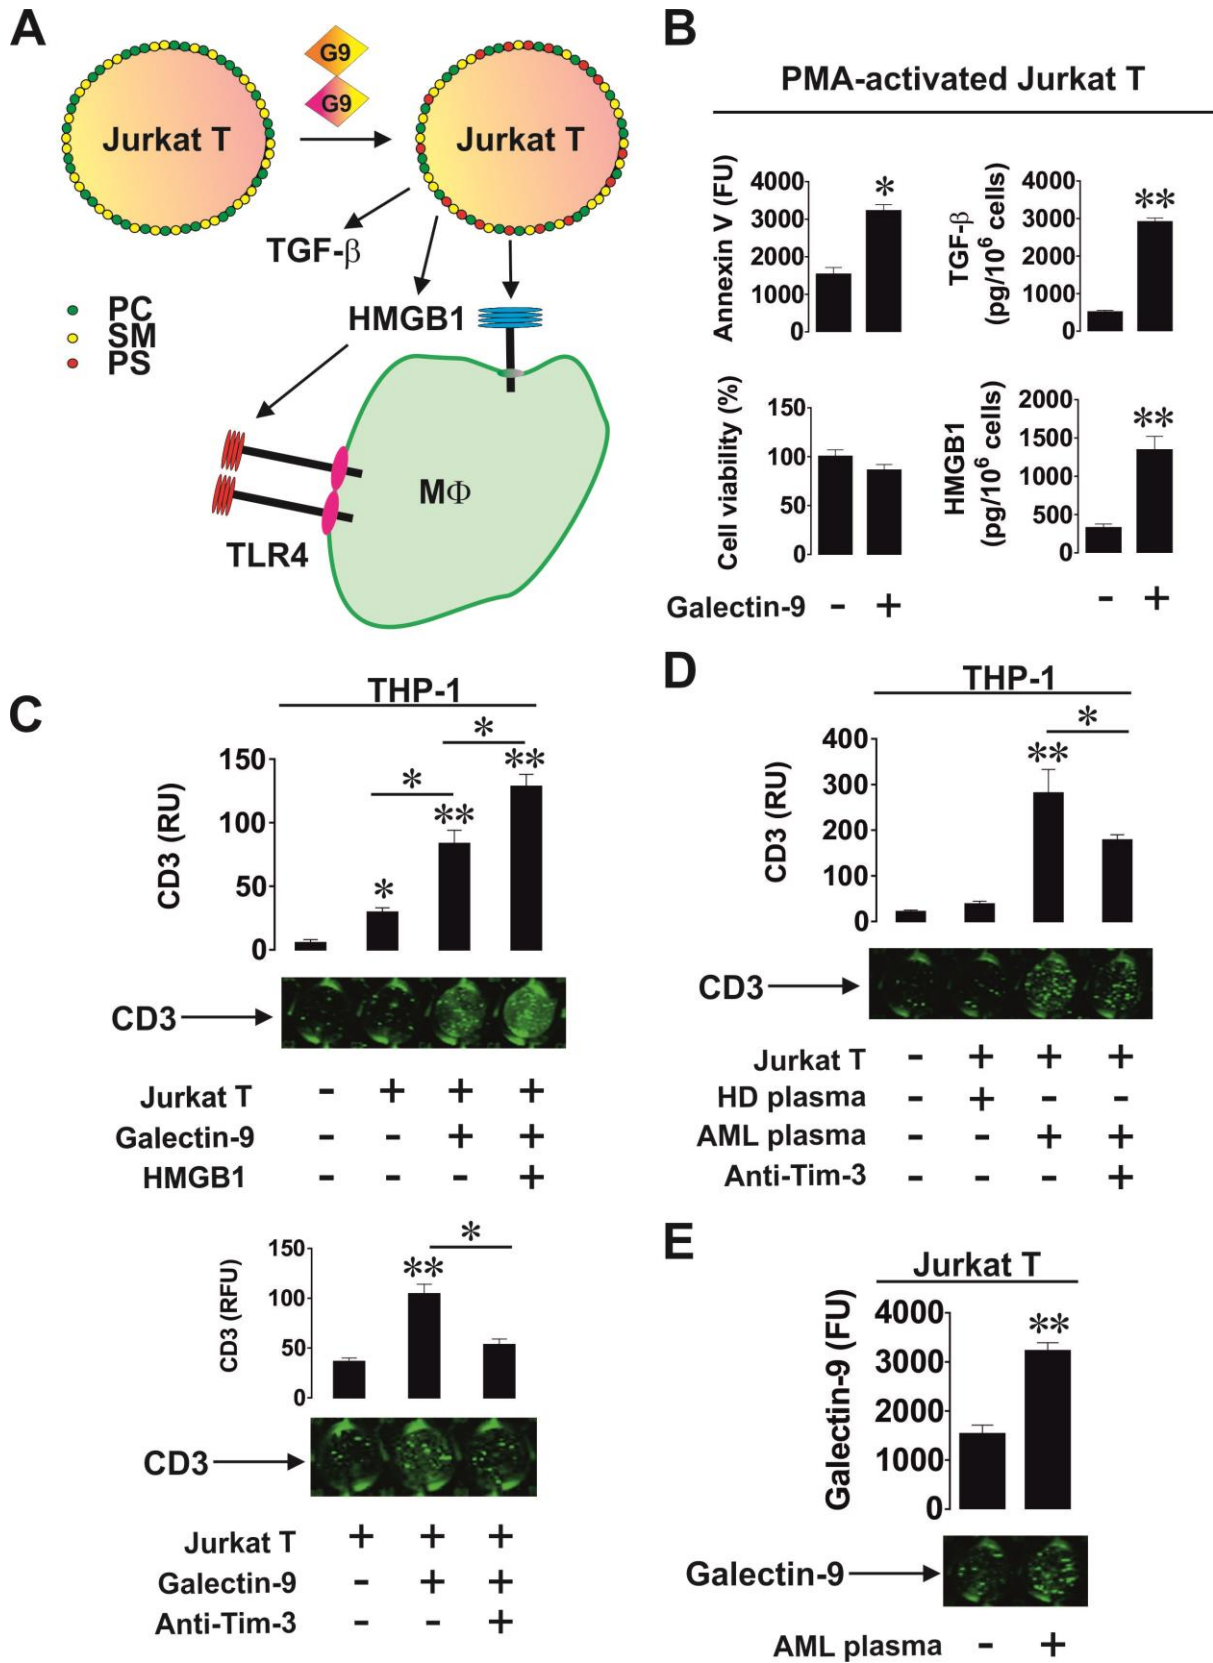 A
G9
G9
Jurkat T
Jurkat T
TGF-β
HMGB1
PC
SM
PS
MΦ
TLR4
B
PMA-activated Jurkat T
Annexin V (FU)
4000
3000
2000
1000
0
*
TGF-β
(pg/10⁶ cells)
4000
3000
2000
1000
0
**
Cell viability (%)
150
100
50
0
HMGB1
(pg/10⁶ cells)
2000
1500
1000
500
0
**
Galectin-9 - + - +
C
THP-1
CD3 (RU)
150
100
50
0
*
*
*
**
**
CD3
Jurkat T - + + +
Galectin-9 - - + +
HMGB1 - - - +
CD3 (RFU)
150
100
50
0
**
*
CD3
Jurkat T + + +
Galectin-9 - + +
Anti-Tim-3 - - +
D
THP-1
CD3 (RU)
400
300
200
100
0
**
*
CD3
Jurkat T - + + +
HD plasma - + - -
AML plasma - - + +
Anti-Tim-3 - - - +
E
Jurkat T
Galectin-9 (FU)
4000
3000
2000
1000
0
**
Galectin-9
AML plasma - +